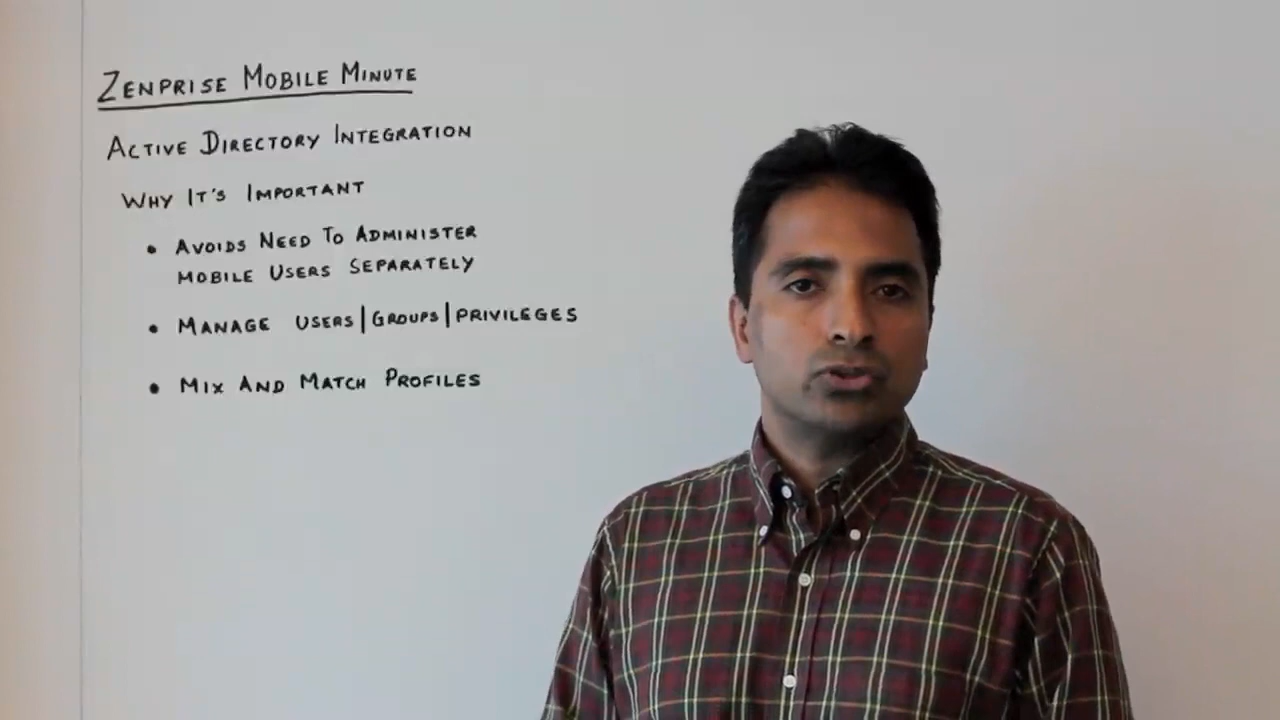 ZENPRISE MOBILE MINUTE
ACTIVE DIRECTORY INTEGRATION
WHY IT'S IMPORTANT
• AVOIDS NEED TO ADMINISTER
MOBILE USERS SEPARATELY
• MANAGE USERS|GROUPS|PRIVILEGES
• MIX AND MATCH PROFILES